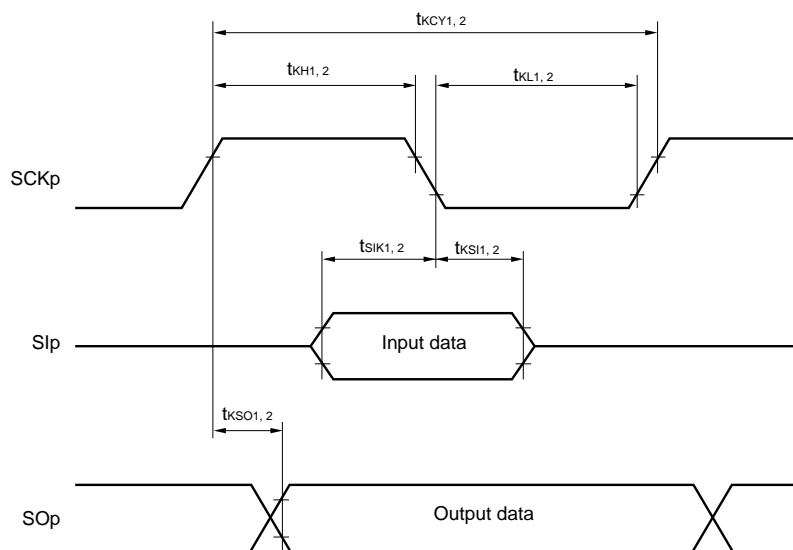 tKCY1, 2
tKH1, 2
tKL1, 2
SCKp
tSIK1, 2
tKSI1, 2
SIp
Input data
tKSO1, 2
SOp
Output data